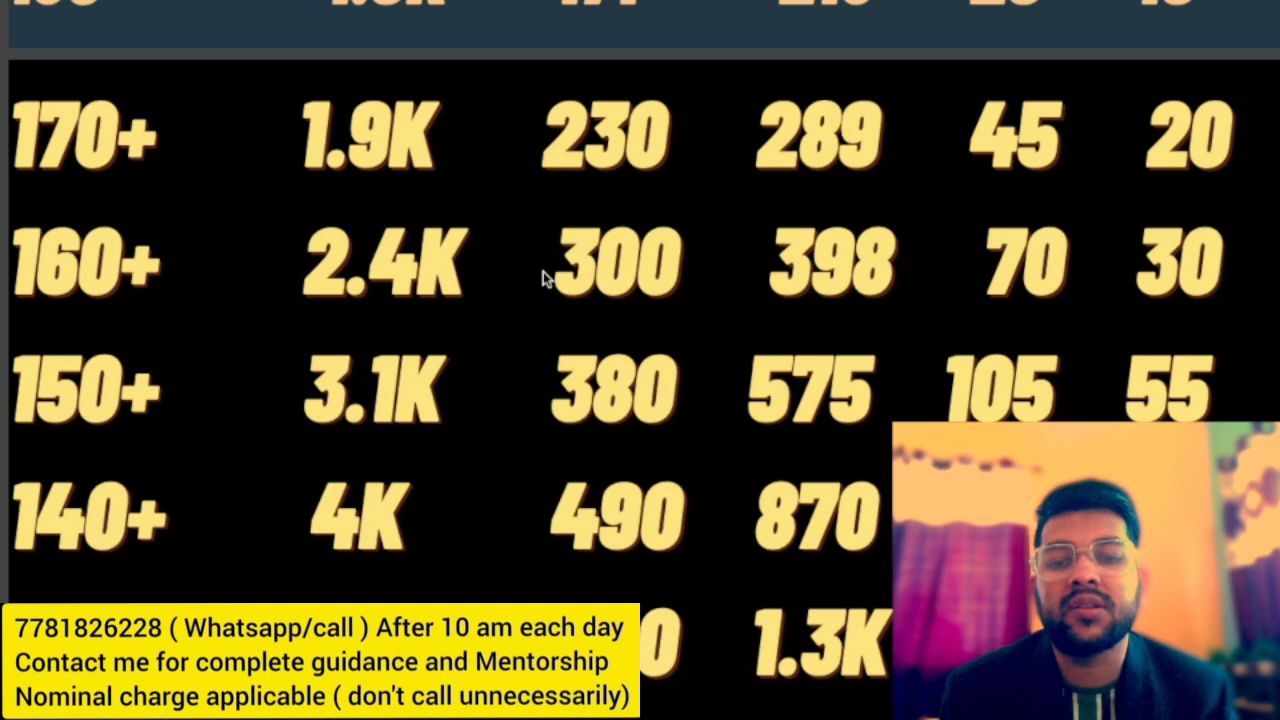 170+ 1.9K 230 289 45 20
160+ 2.4K 300 398 70 30
150+ 3.1K 380 575 105 55
140+ 4K 490 870
1.3K
7781826228 ( Whatsapp/call ) After 10 am each day
Contact me for complete guidance and Mentorship
Nominal charge applicable ( don't call unnecessarily)